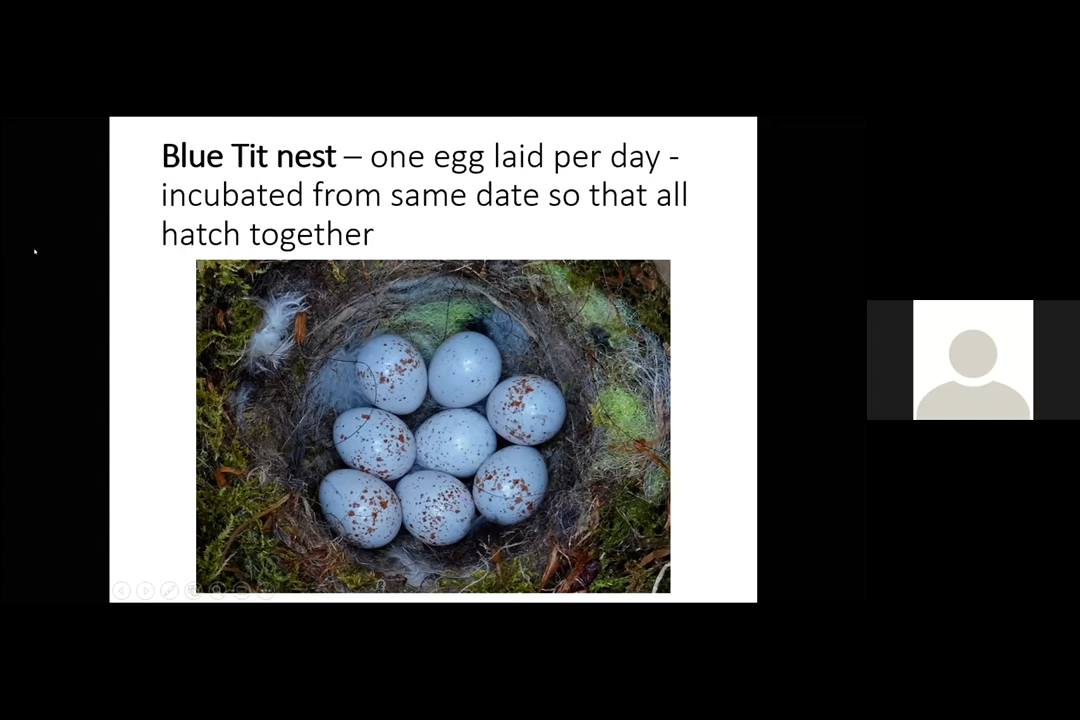 Blue Tit nest – one egg laid per day -
incubated from same date so that all
hatch together